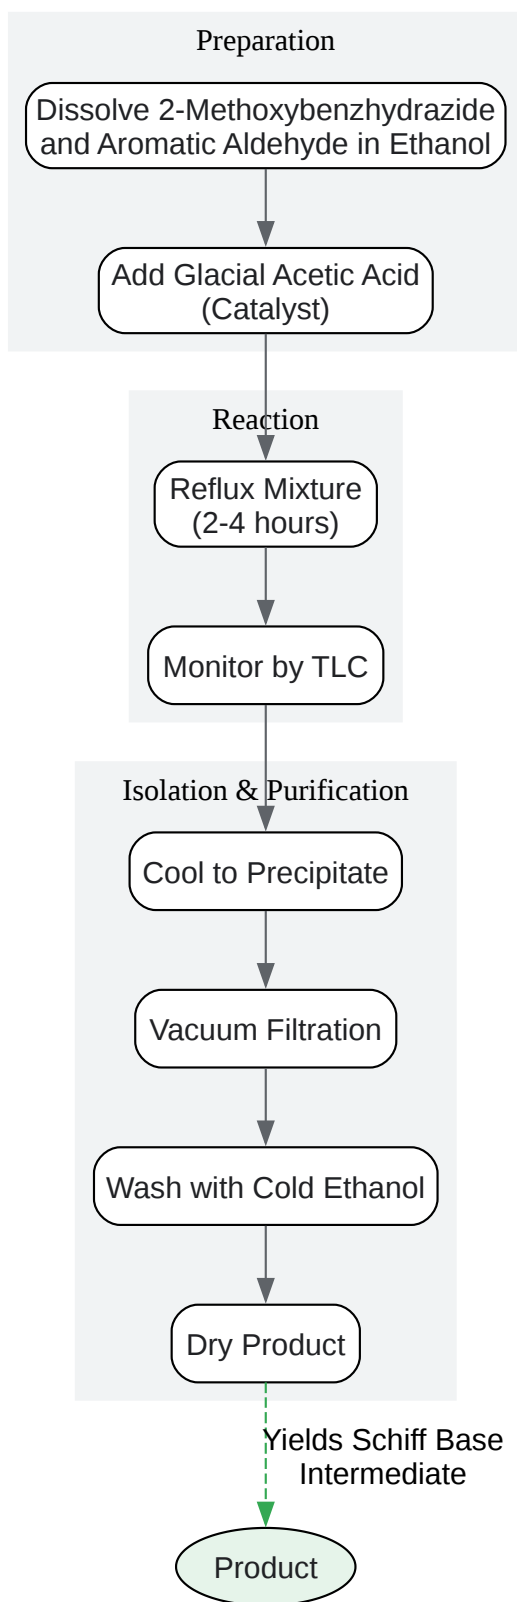 Preparation
Dissolve 2-Methoxybenzhydrazide
and Aromatic Aldehyde in Ethanol
Add Glacial Acetic Acid
(Catalyst)
Reaction
Reflux Mixture
(2-4 hours)
Monitor by TLC
Isolation & Purification
Cool to Precipitate
Vacuum Filtration
Wash with Cold Ethanol
Dry Product
Yields Schiff Base
Intermediate
Product